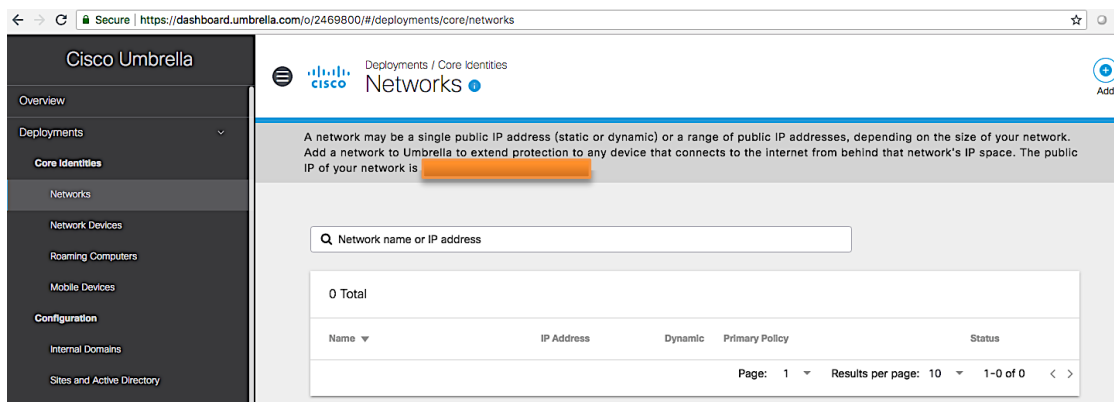 Secure | https://dashboard.umbrella.com/o/2469800/#/deployments/core/networks
Cisco Umbrella
Overview
Deployments
Core Identities
Networks
Network Devices
Roaming Computers
Mobile Devices
Configuration
Internal Domains
Sites and Active Directory
CISCO
Deployments / Core Identities
Networks
Add
A network may be a single public IP address (static or dynamic) or a range of public IP addresses, depending on the size of your network.
Add a network to Umbrella to extend protection to any device that connects to the internet from behind that network's IP space. The public
IP of your network is
Network name or IP address
0 Total
Name IP Address Dynamic Primary Policy Status
Page: 1 Results per page: 10 1-0 of 0 < >